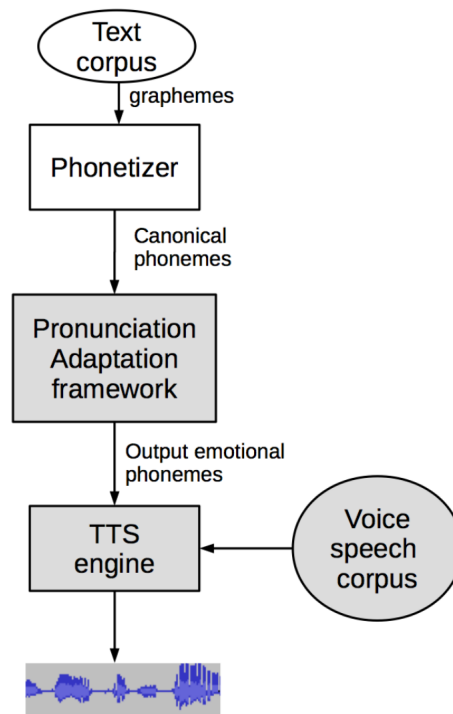 Text
corpus
graphemes
Phonetizer
Canonical
phonemes
Pronunciation
Adaptation
framework
Output emotional
phonemes
TTS
engine
Voice
speech
corpus